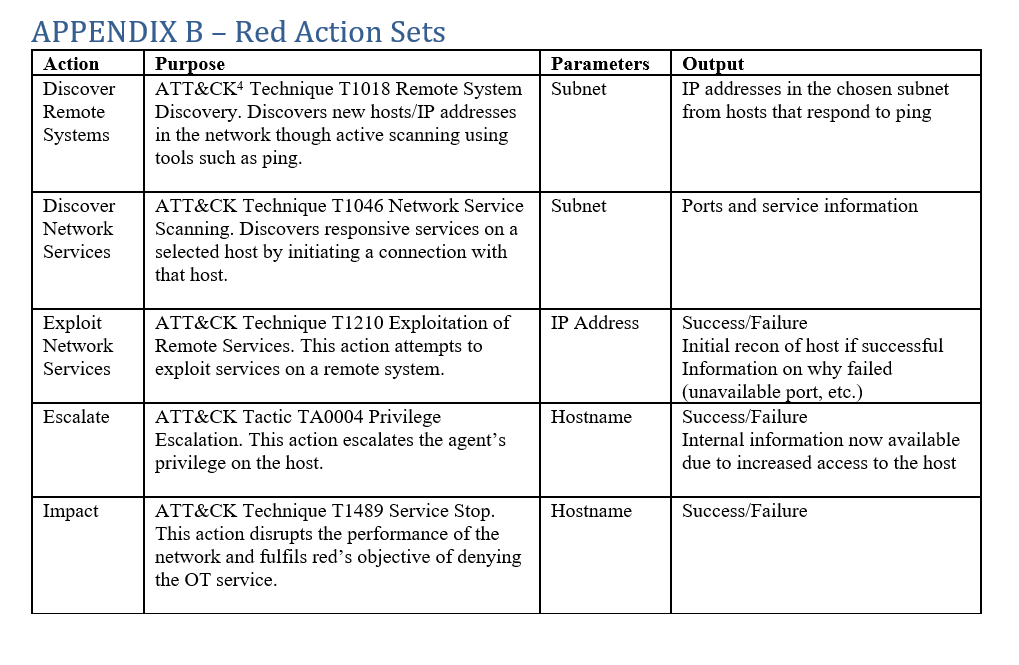 APPENDIX B – Red Action Sets
Action Purpose Parameters Output
Discover ATT&CK⁴ Technique T1018 Remote System Subnet IP addresses in the chosen subnet
Remote Discovery. Discovers new hosts/IP addresses from hosts that respond to ping
Systems in the network though active scanning using
tools such as ping.
Discover ATT&CK Technique T1046 Network Service Subnet Ports and service information
Network Scanning. Discovers responsive services on a
Services selected host by initiating a connection with
that host.
Exploit ATT&CK Technique T1210 Exploitation of IP Address Success/Failure
Network Remote Services. This action attempts to Initial recon of host if successful
Services exploit services on a remote system. Information on why failed
(unavailable port, etc.)
Escalate ATT&CK Tactic TA0004 Privilege Hostname Success/Failure
Escalation. This action escalates the agent’s Internal information now available
privilege on the host. due to increased access to the host
Impact ATT&CK Technique T1489 Service Stop. Hostname Success/Failure
This action disrupts the performance of the
network and fulfils red’s objective of denying
the OT service.